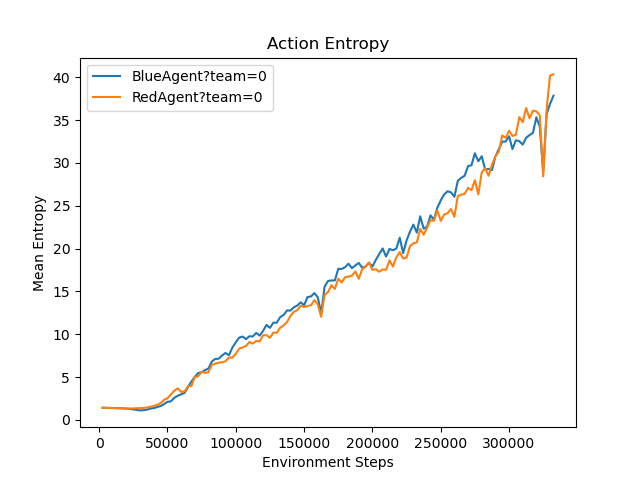 Action Entropy
BlueAgent?team=0
RedAgent?team=0
Mean Entropy
40
35
30
25
20
15
10
5
0
0 50000 100000 150000 200000 250000 300000
Environment Steps